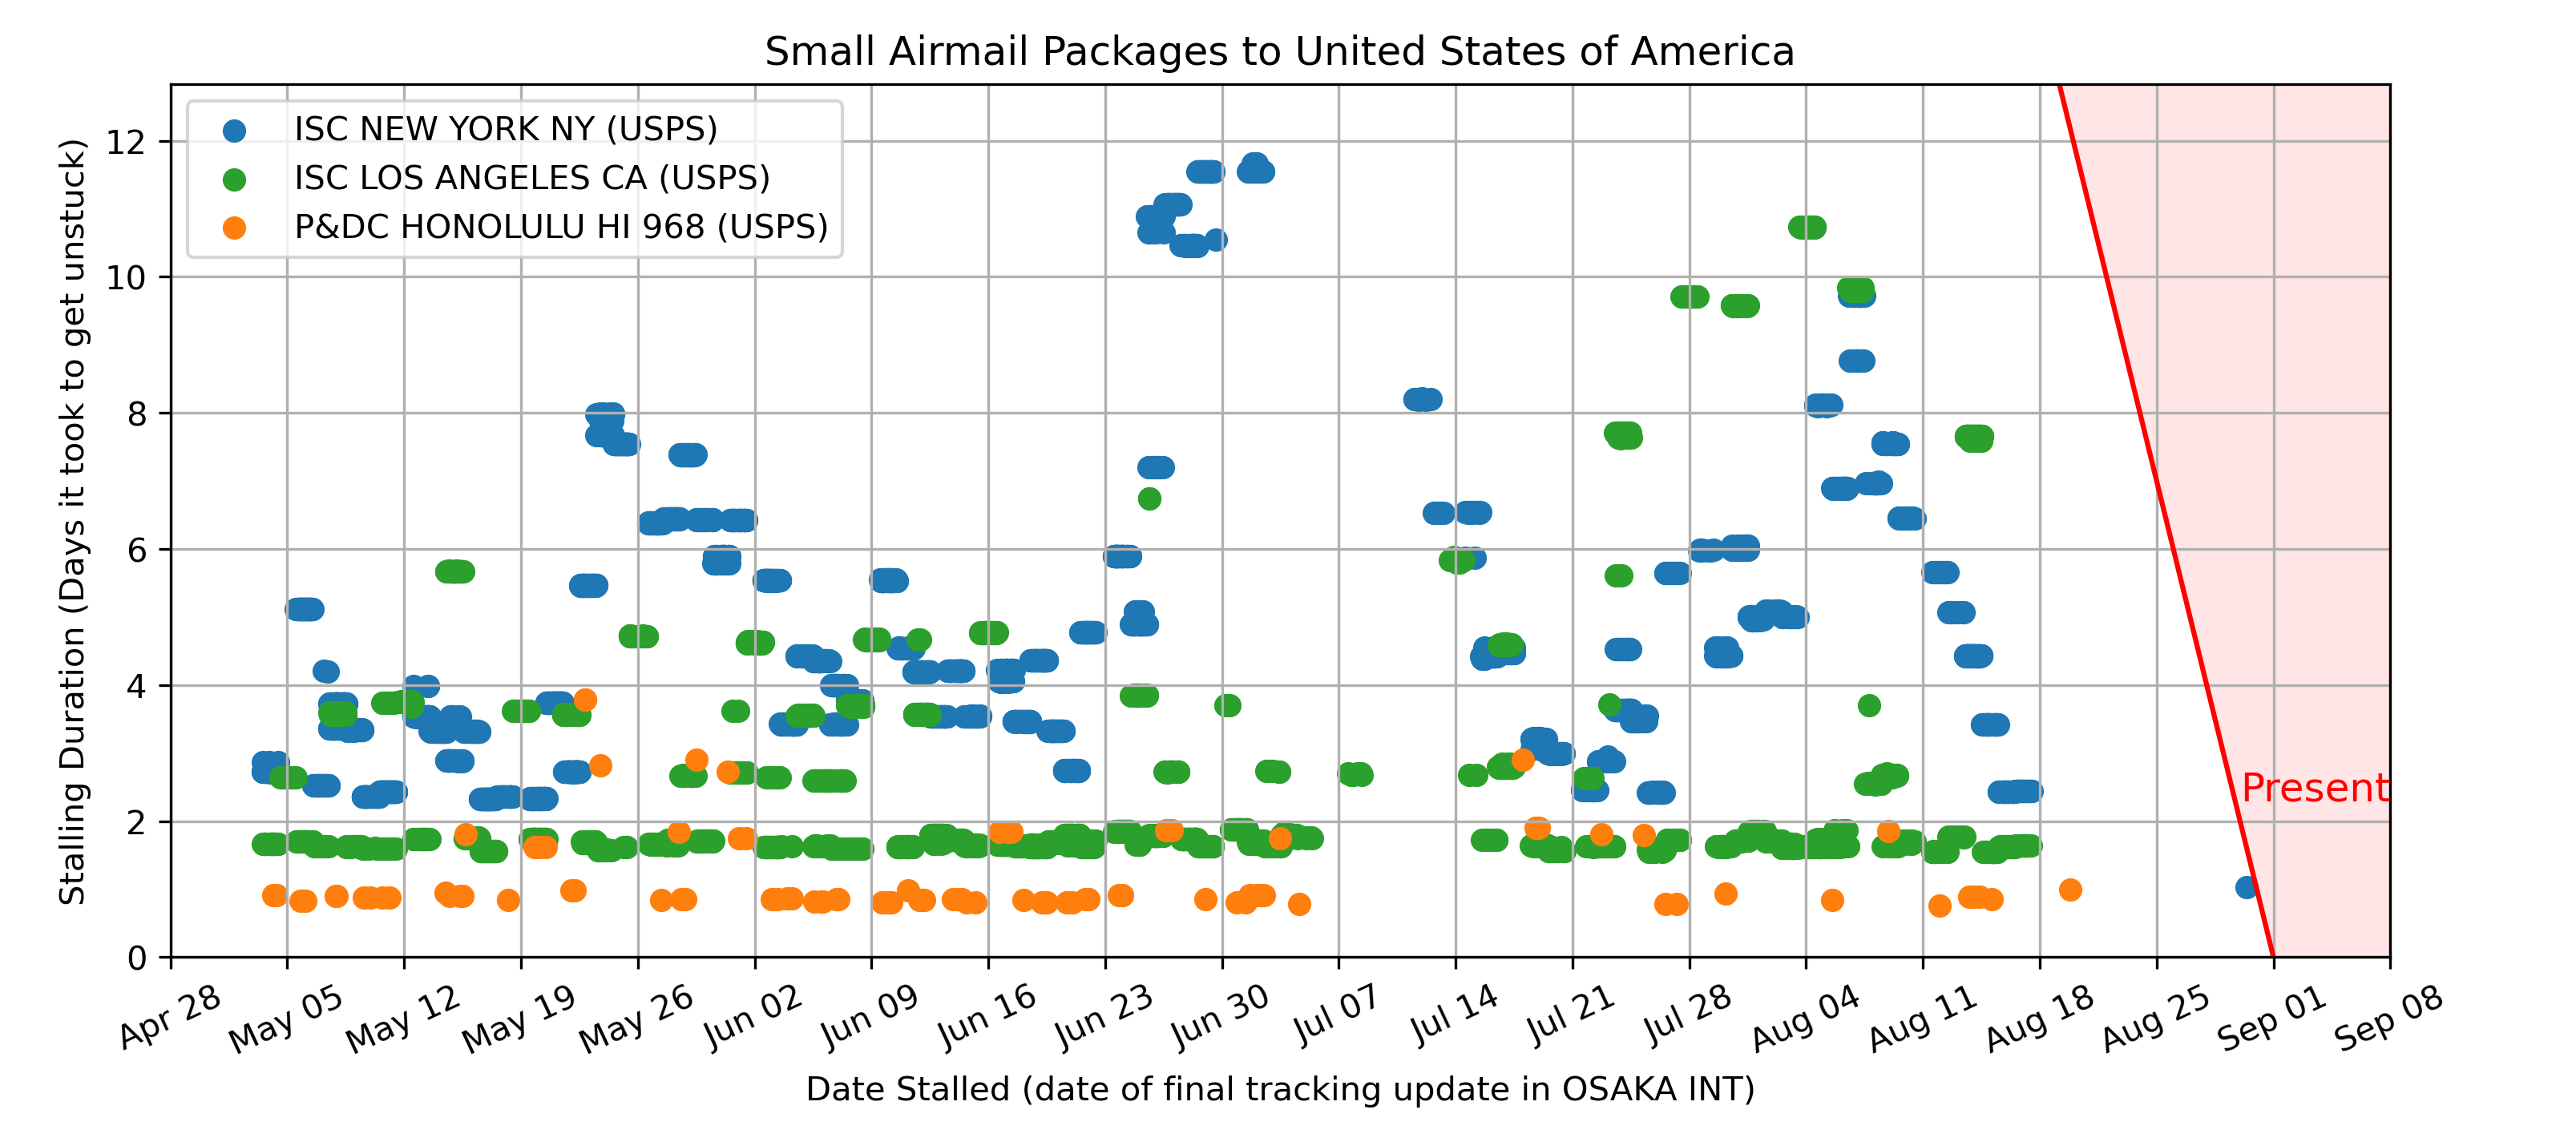 Small Airmail Packages to United States of America
ISC NEW YORK NY (USPS)
ISC LOS ANGELES CA (USPS)
P&DC HONOLULU HI 968 (USPS)
Stalling Duration (Days it took to get unstuck)
12
10
8
6
4
2
0
Present
Apr 28
May 05
May 12
May 19
May 26
Jun 02
Jun 09
Jun 16
Jun 23
Jun 30
Jul 07
Jul 14
Jul 21
Jul 28
Aug 04
Aug 11
Aug 18
Aug 25
Sep 01
Sep 08
Date Stalled (date of final tracking update in OSAKA INT)